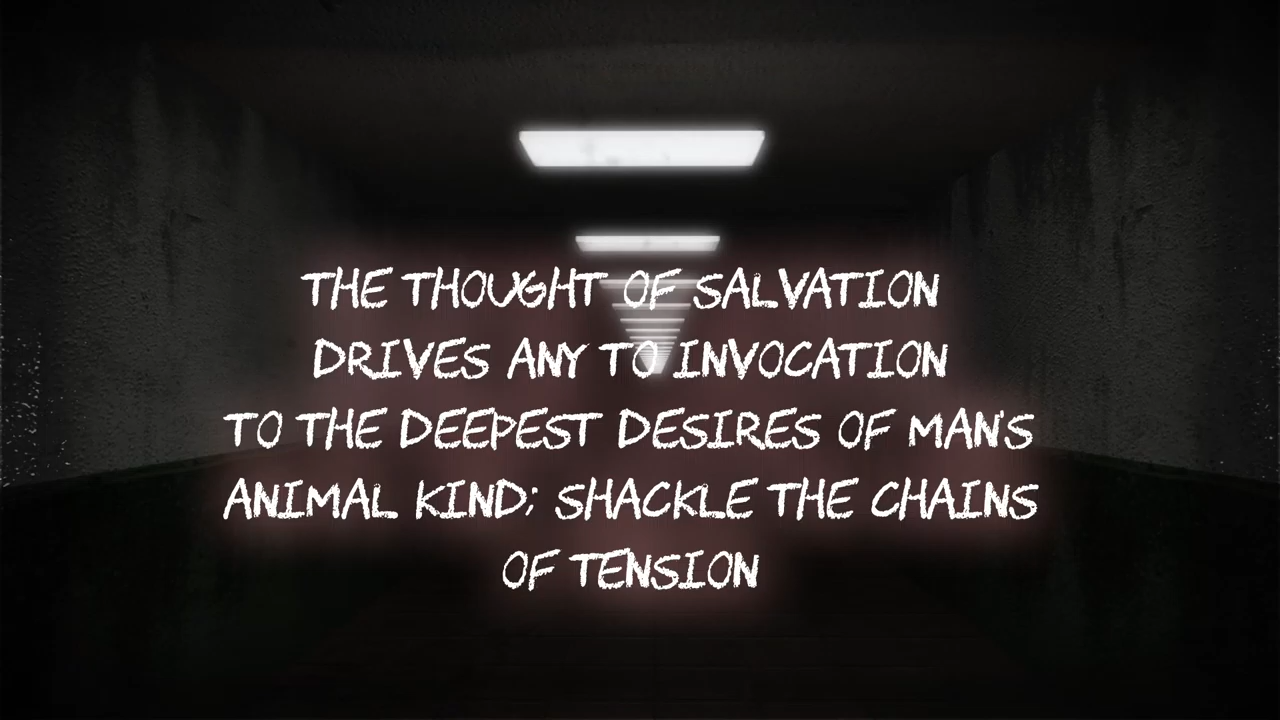 THE THOUGHT OF SALVATION
DRIVES ANY TO INVOCATION
TO THE DEEPEST DESIRES OF MAN'S
ANIMAL KIND; SHACKLE THE CHAINS
OF TENSION